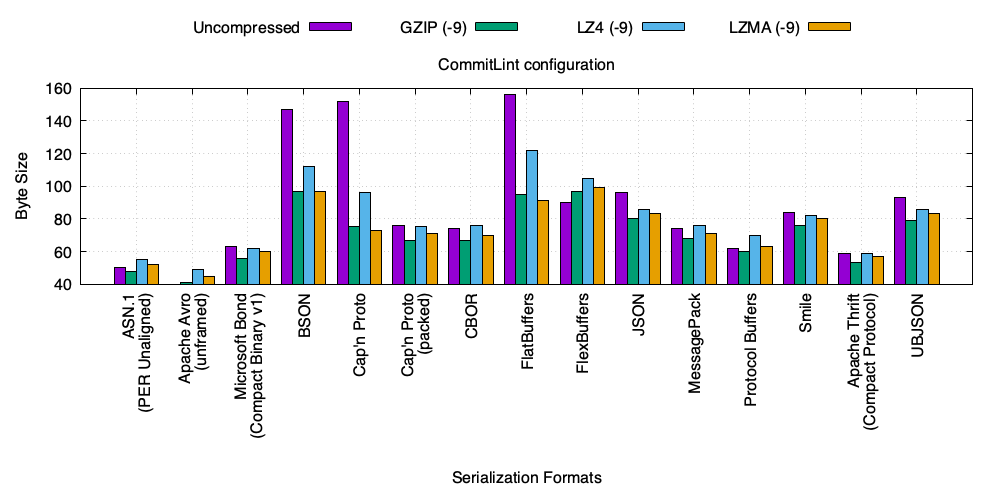 Uncompressed GZIP (-9) LZ4 (-9) LZMA (-9)
CommitLint configuration
Byte Size
160
140
120
100
80
60
40
ASN.1
(PER Unaligned)
Apache Avro
(unframed)
Microsoft Bond
(Compact Binary v1)
BSON
Cap'n Proto
Cap'n Proto
(packed)
CBOR
FlatBuffers
FlexBuffers
JSON
MessagePack
Protocol Buffers
Smile
Apache Thrift
(Compact Protocol)
UBJSON
Serialization Formats